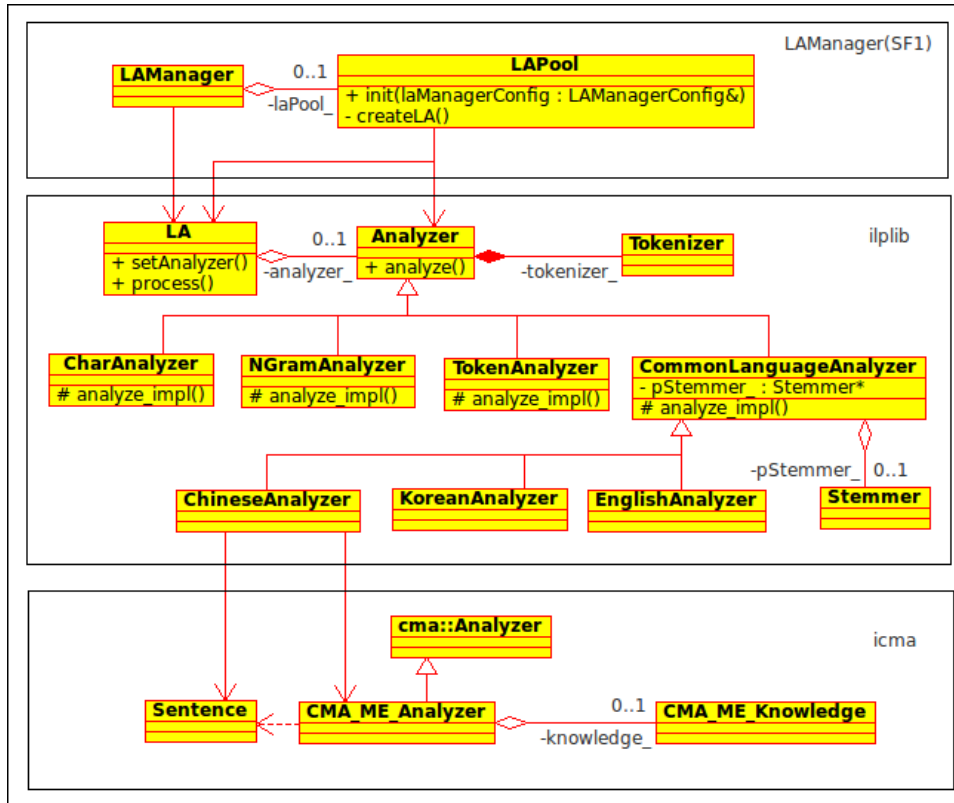 LAManager(SF1)
LAManager
0..1
-laPool_
LAPool
+ init(laManagerConfig : LAManagerConfig&)
- createLA()
ilplib
LA
+ setAnalyzer()
+ process()
0..1
-analyzer_
Analyzer
+ analyze()
-tokenizer_
Tokenizer
CharAnalyzer
# analyze_impl()
NGramAnalyzer
# analyze_impl()
TokenAnalyzer
# analyze_impl()
CommonLanguageAnalyzer
- pStemmer_ : Stemmer*
# analyze_impl()
-pStemmer_ 0..1
ChineseAnalyzer
KoreanAnalyzer
EnglishAnalyzer
Stemmer
icma
cma::Analyzer
Sentence
CMA_ME_Analyzer
0..1
-knowledge_
CMA_ME_Knowledge